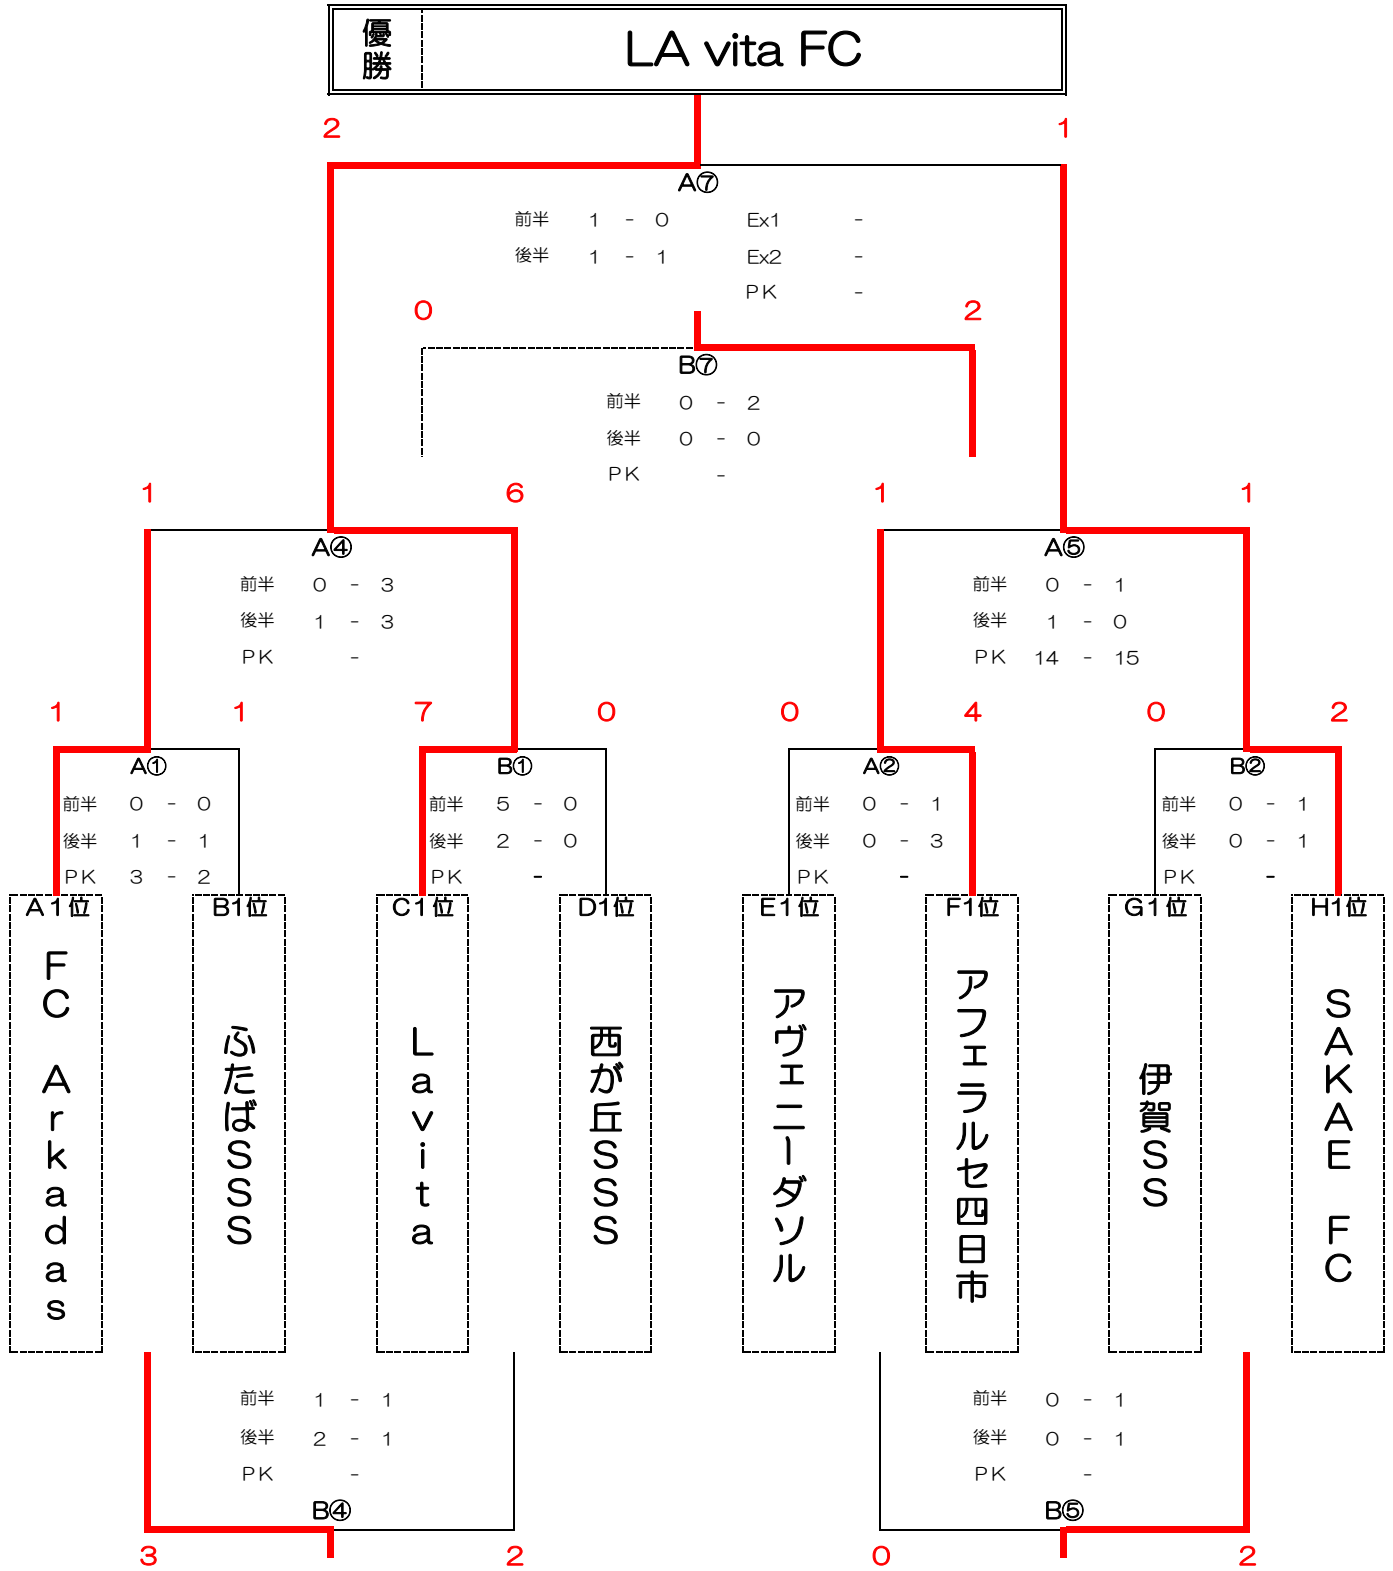 優勝 LA vita FC
2 1
A⑦
前半 1 - 0 Ex1 -
後半 1 - 1 Ex2 -
PK -
0 2
B⑦
前半 0 - 2
後半 0 - 0
PK -
1 6 1 1
A④ A⑤
前半 0 - 3 前半 0 - 1
後半 1 - 3 後半 1 - 0
PK - PK 14 - 15
1 1 7 0 0 4 0 2
A① B① A② B②
前半 0 - 0 前半 5 - 0 前半 0 - 1 前半 0 - 1
後半 1 - 1 後半 2 - 0 後半 0 - 3 後半 0 - 1
PK 3 - 2 PK - PK - PK -
A1位 B1位 C1位 D1位 E1位 F1位 G1位 H1位
FC Arkadas
ふたばSSS
Lavita
西が丘SSS
アヴェニーダソル
アフェラルセ四日市
伊賀SS
SAKAE FC
前半 1 - 1 前半 0 - 1
後半 2 - 1 後半 0 - 1
PK - PK -
B④ B⑤
3 2 0 2